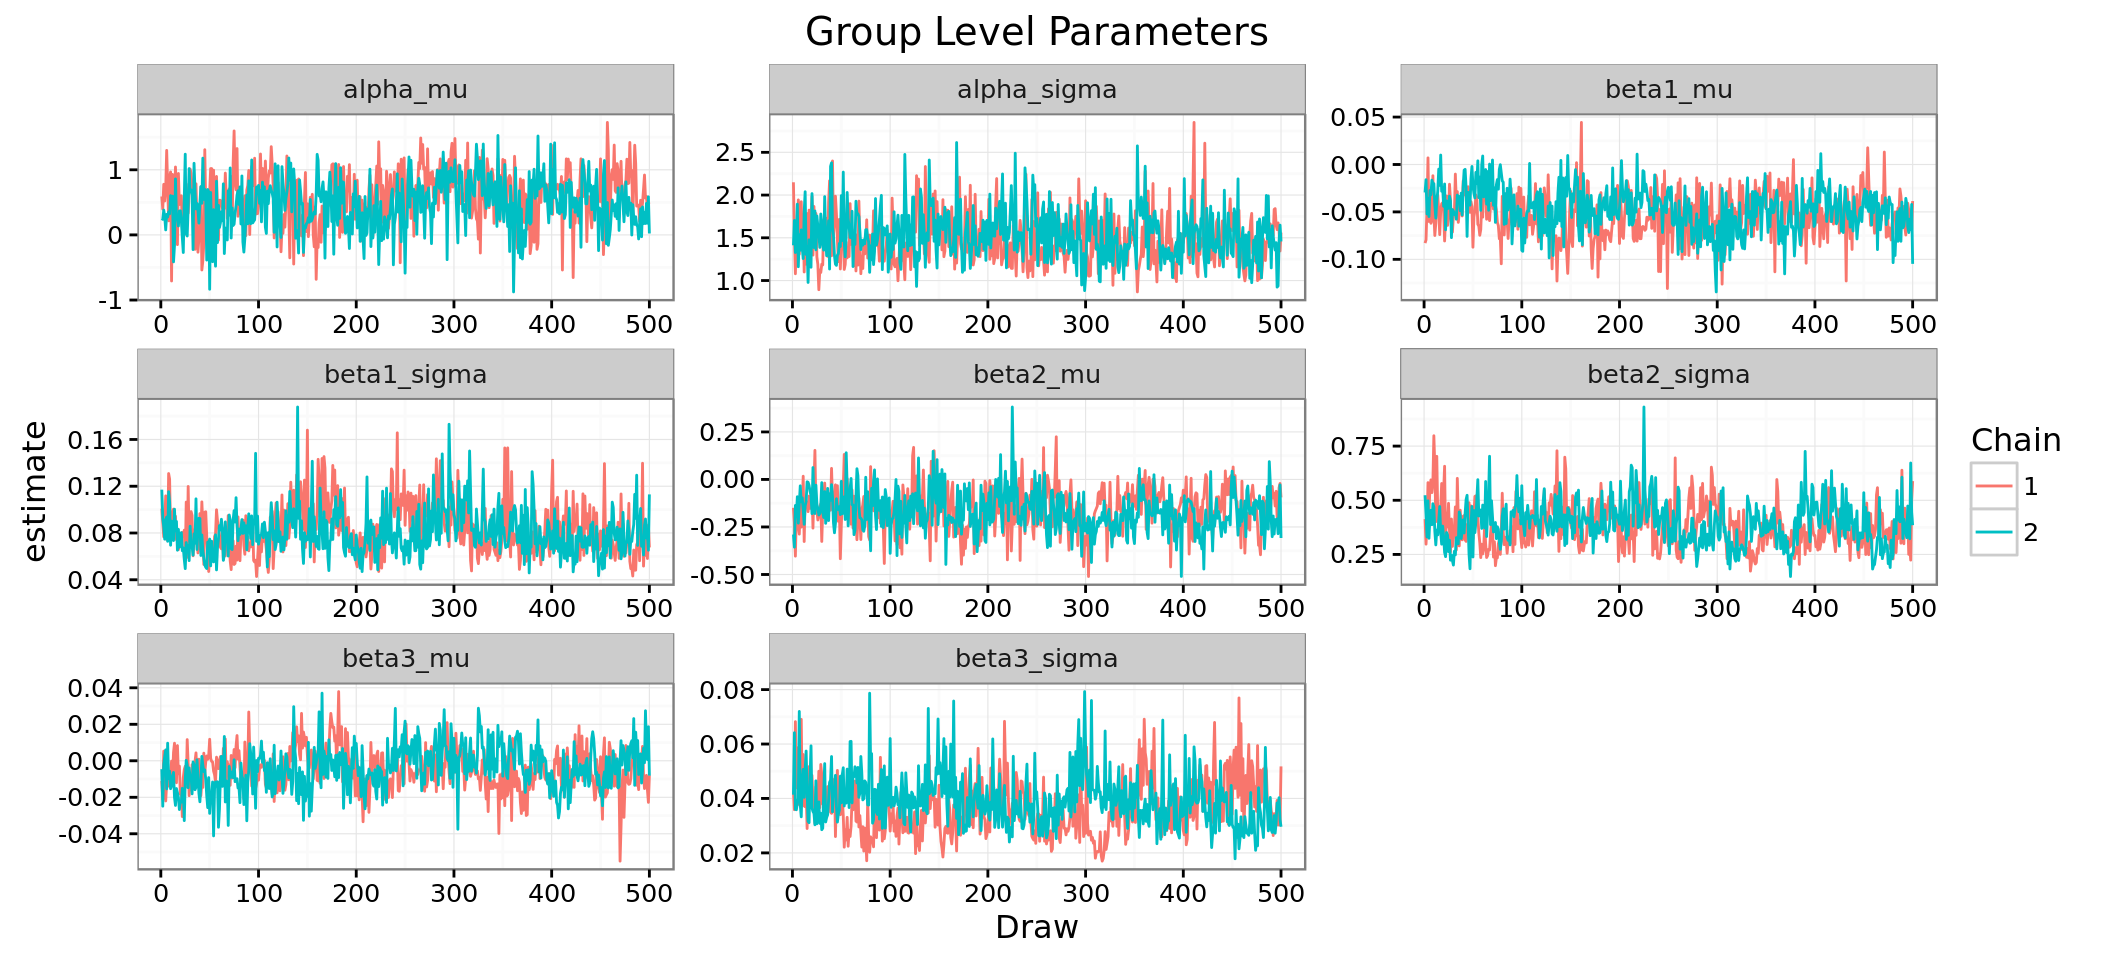 Group Level Parameters
alpha_mu alpha_sigma beta1_mu
1
0
-1
0 100 200 300 400 500
2.5
2.0
1.5
1.0
0 100 200 300 400 500
0.05
0.00
-0.05
-0.10
0 100 200 300 400 500
beta1_sigma beta2_mu beta2_sigma
estimate
0.16
0.12
0.08
0.04
0 100 200 300 400 500
0.25
0.00
-0.25
-0.50
0 100 200 300 400 500
0.75
0.50
0.25
0 100 200 300 400 500
Chain
1
2
beta3_mu beta3_sigma
0.04
0.02
0.00
-0.02
-0.04
0 100 200 300 400 500
0.08
0.06
0.04
0.02
0 100 200 300 400 500
Draw